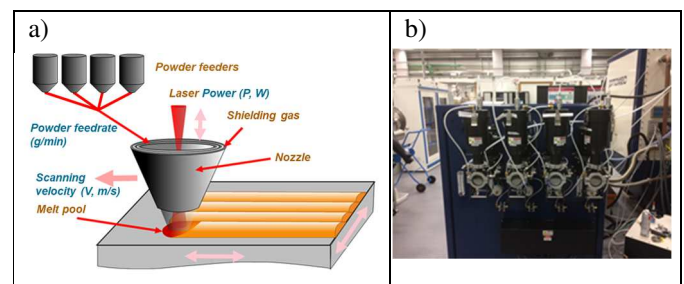 a)
Powder feeders
Laser Power (P, W)
Shielding gas
Powder feedrate
(g/min)
Nozzle
Scanning
velocity (V, m/s)
Melt pool
b)